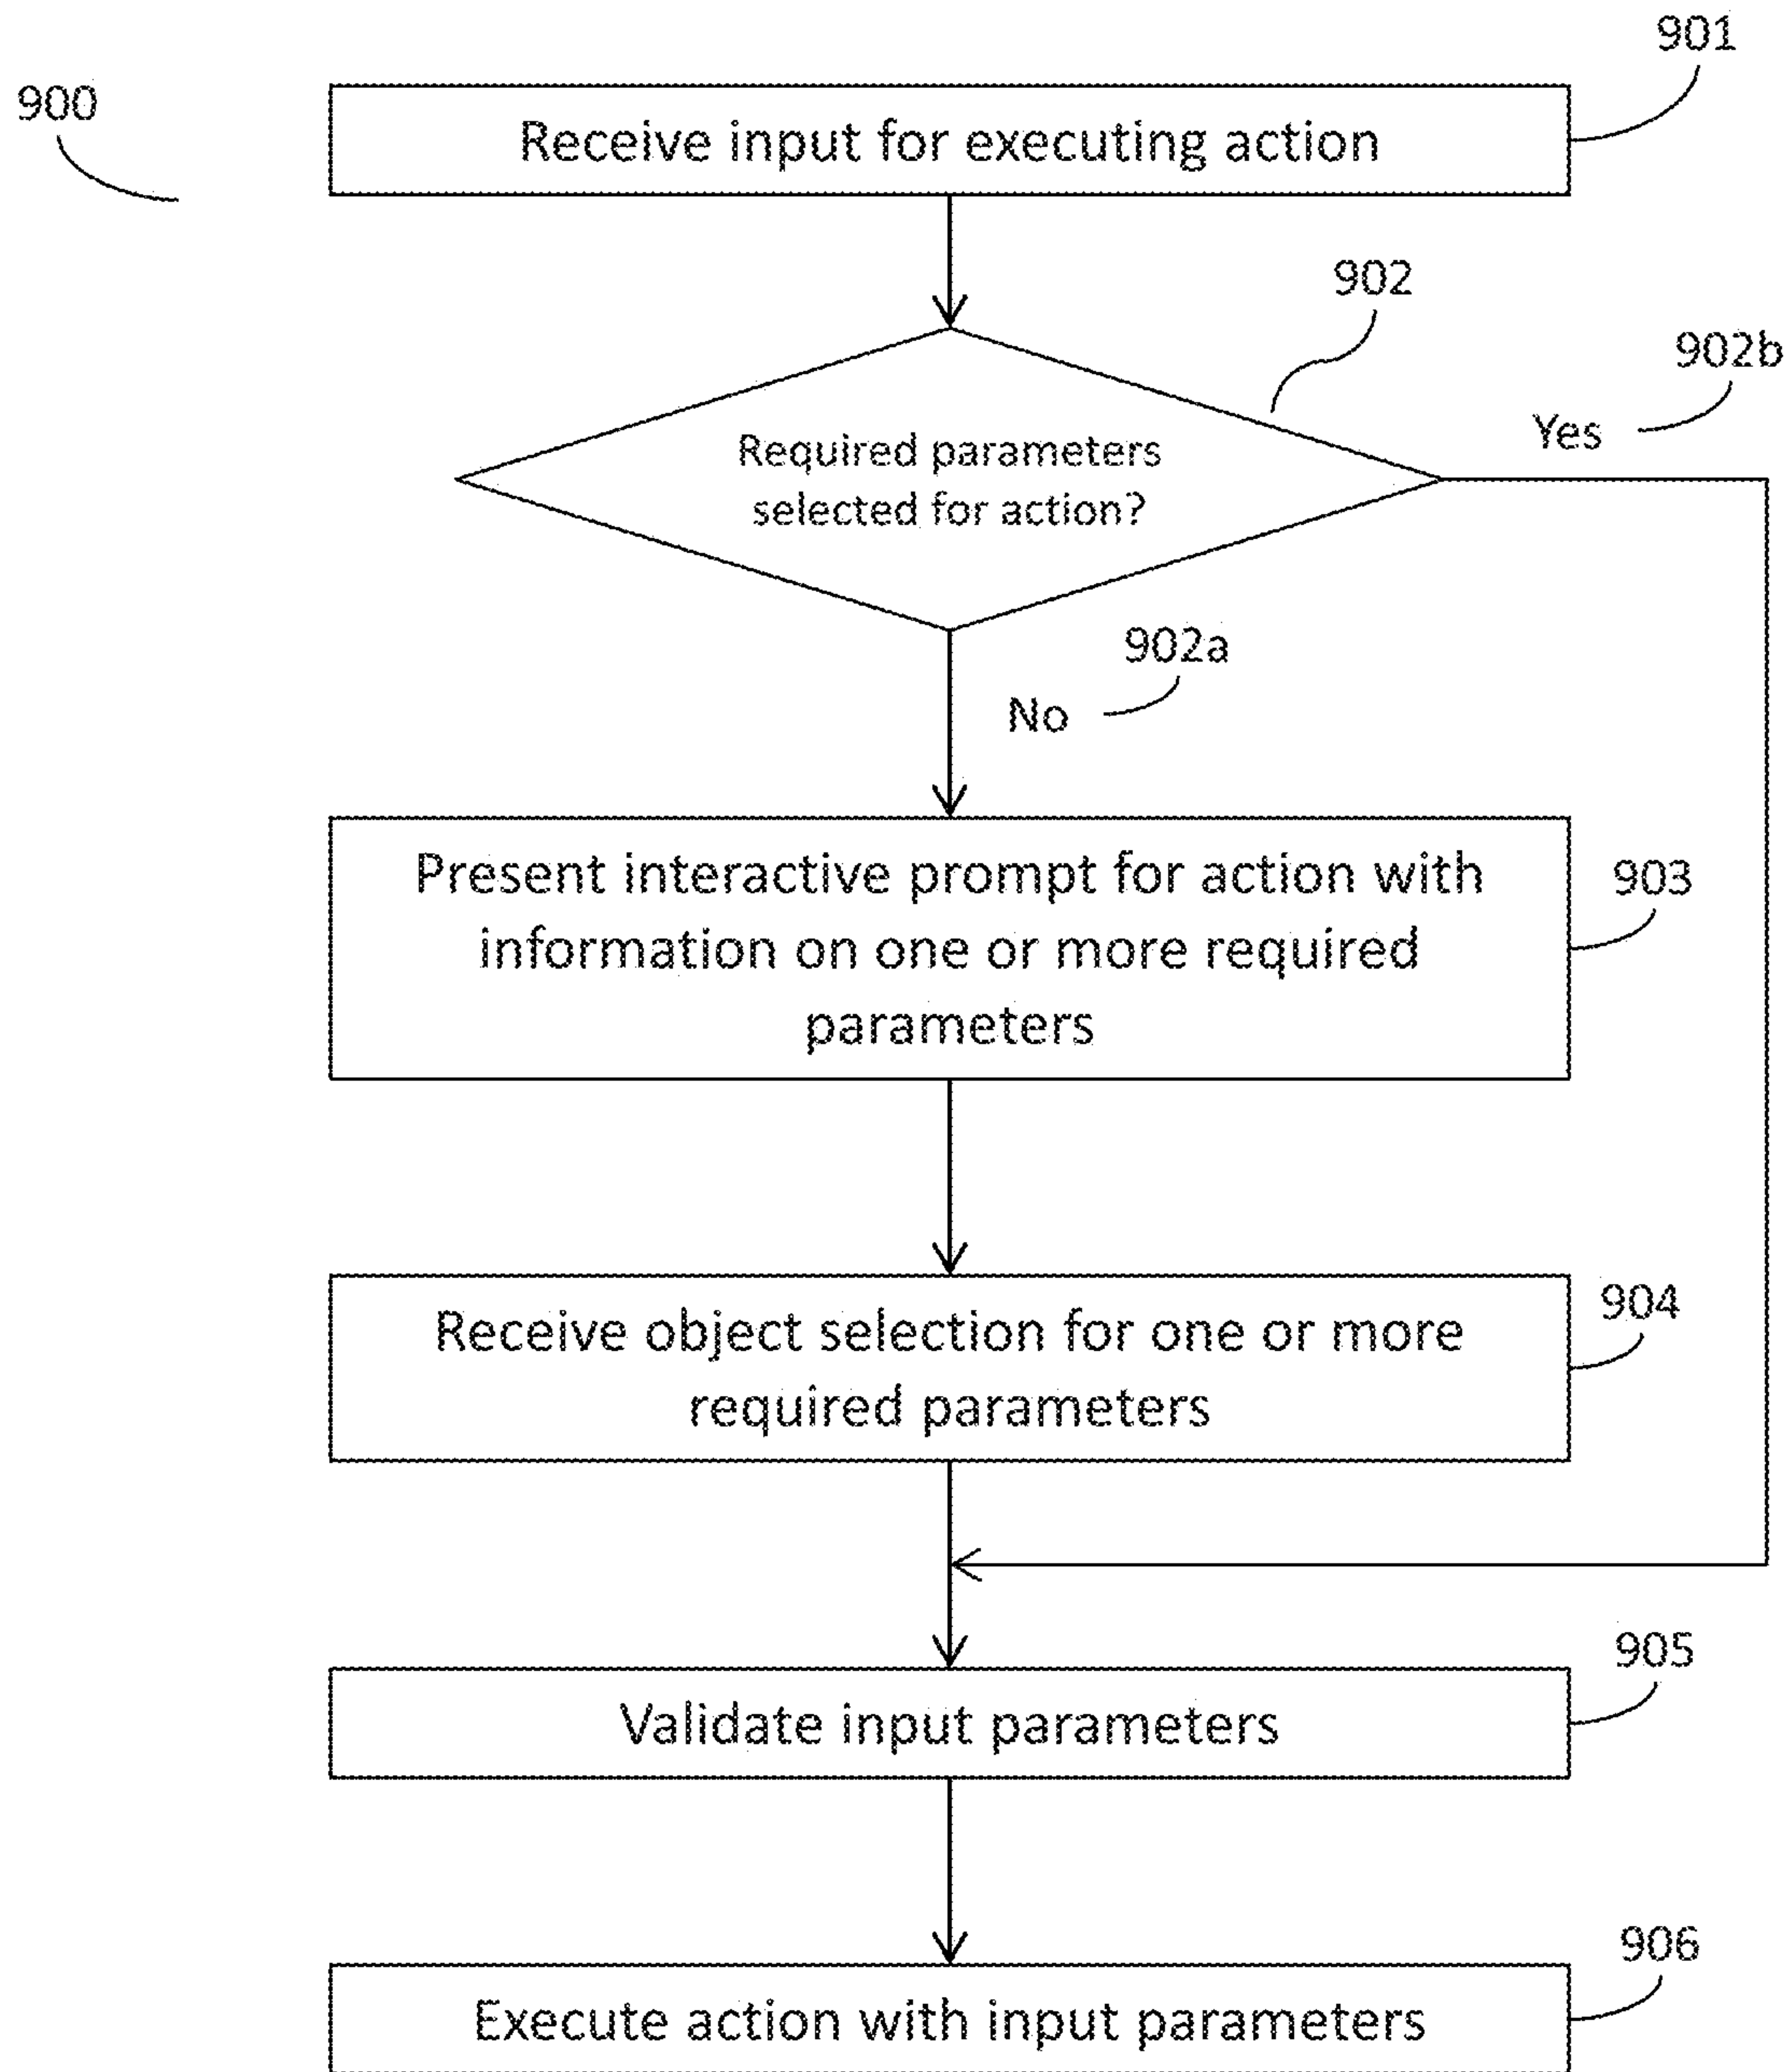 901
900
Receive input for executing action
902
902b
Yes
Required parameters
selected for action?
902a
No
Present interactive prompt for action with
information on one or more required
parameters
903
904
Receive object selection for one or more
required parameters
905
Validate input parameters
906
Execute action with input parameters